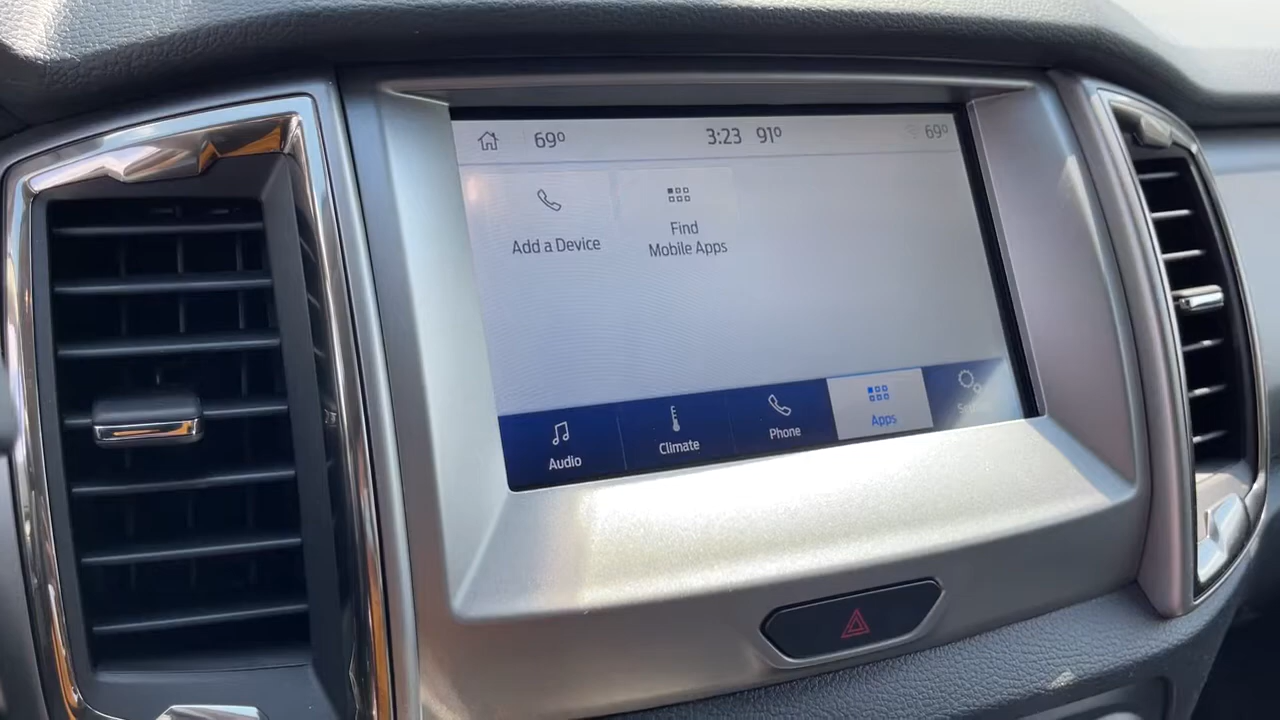 69° 3:23 91° 69°
Add a Device
Find
Mobile Apps
Audio
Climate
Phone
Apps